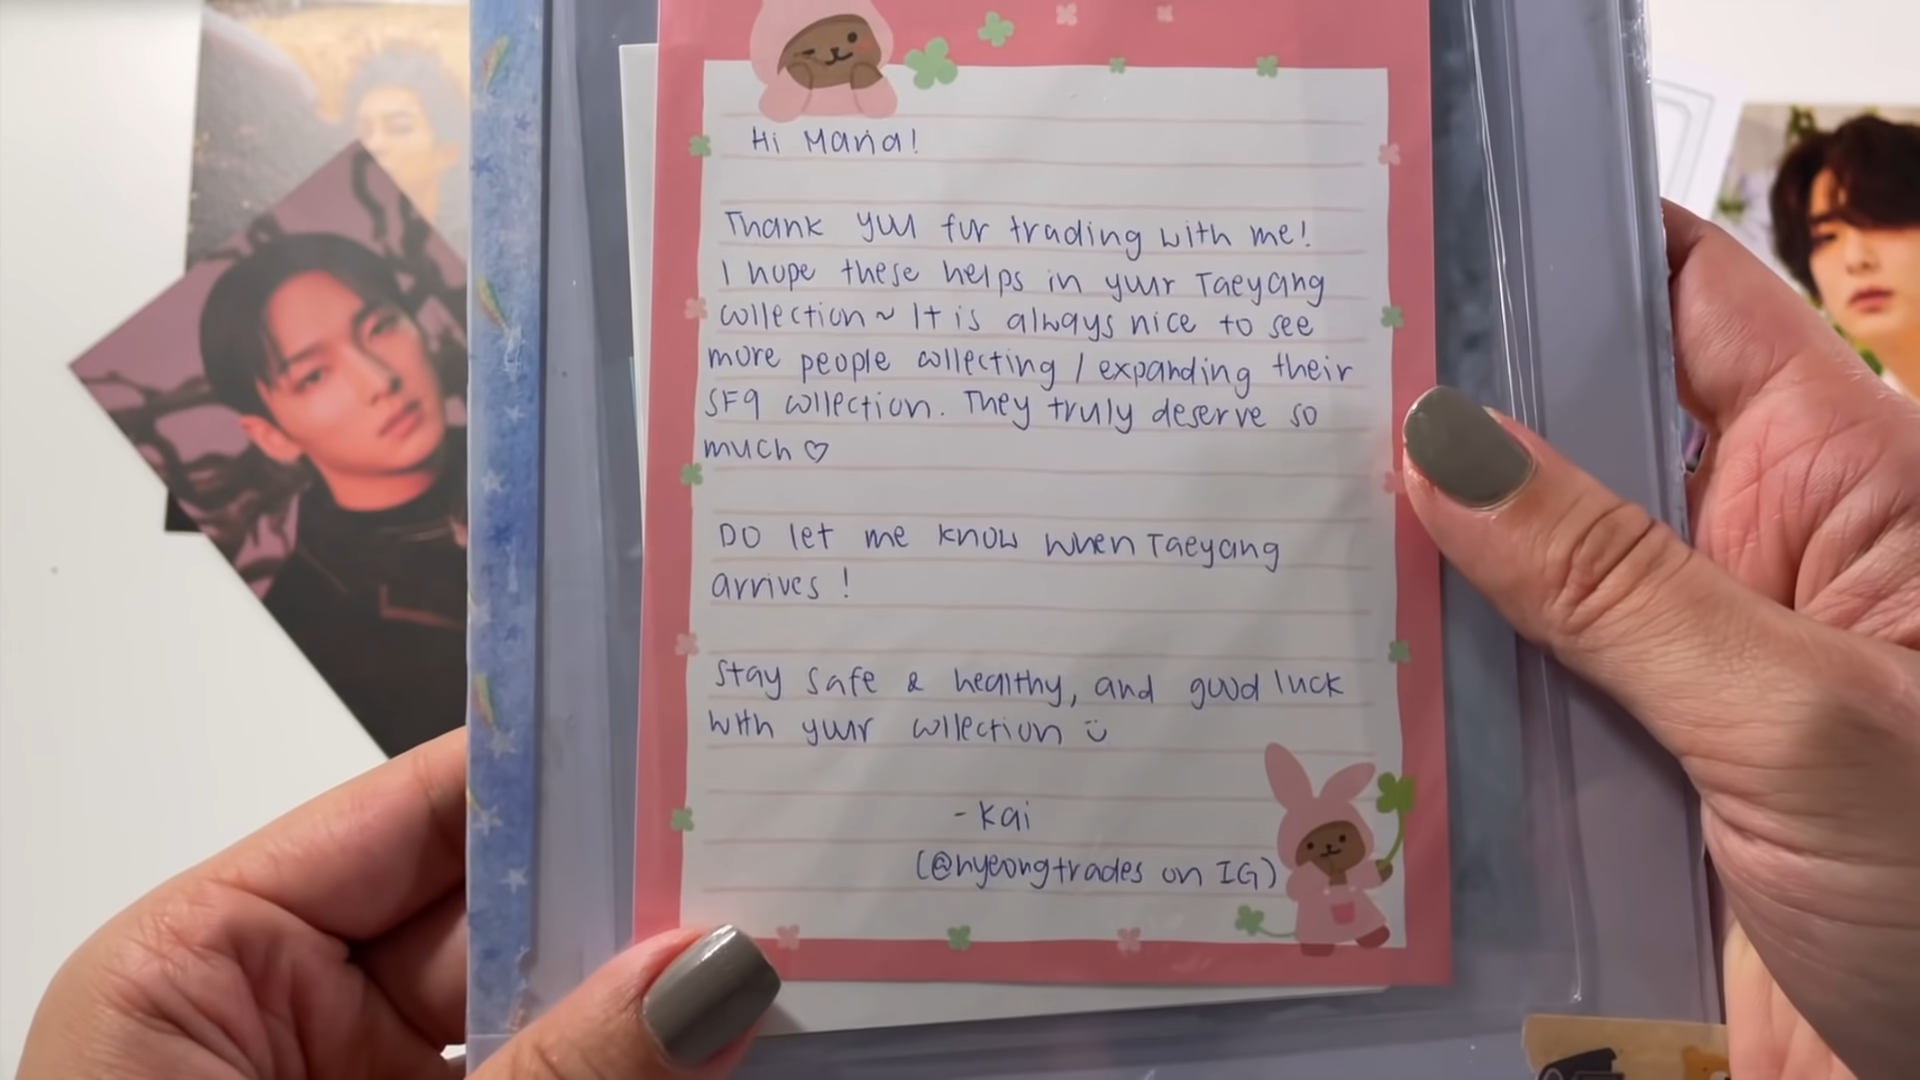 Hi Maria!
Thank you for trading with me!
I hope these helps in your Taeyang
collection ~ It is always nice to see
more people collecting / expanding their
SF9 collection. They truly deserve so
much ♡
Do let me know when Taeyang
arrives !
Stay safe & healthy, and good luck
with your collection ☺
- Kai
(@hyeongtrades on IG)